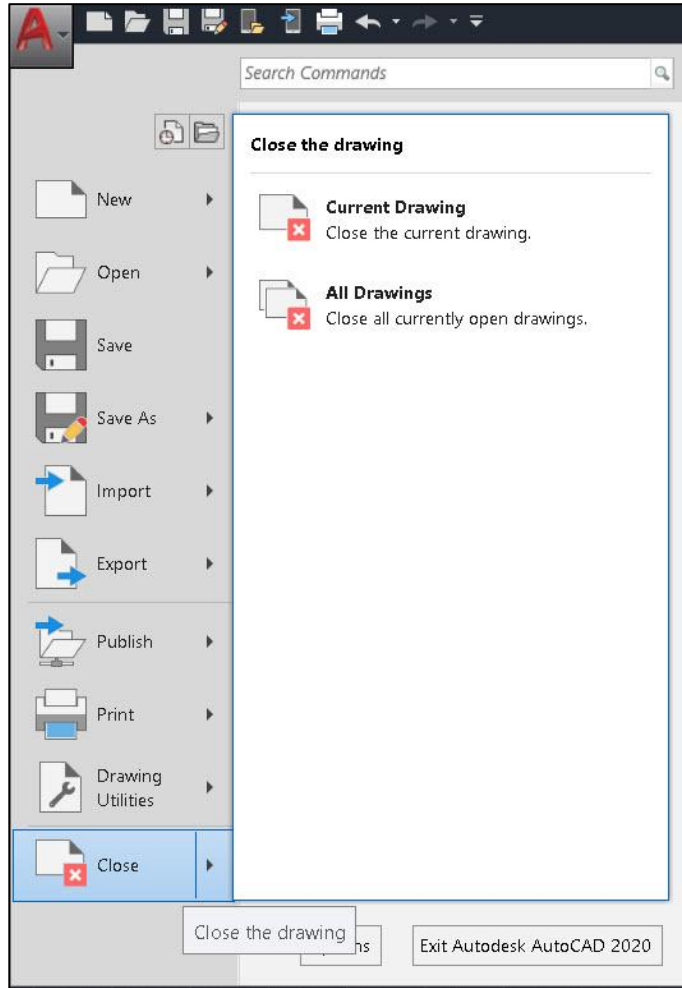 A
Search Commands
Close the drawing
New
Open
Save
Save As
Import
Export
Publish
Print
Drawing
Utilities
Close
Current Drawing
Close the current drawing.
All Drawings
Close all currently open drawings.
Close the drawing
Exit Autodesk AutoCAD 2020